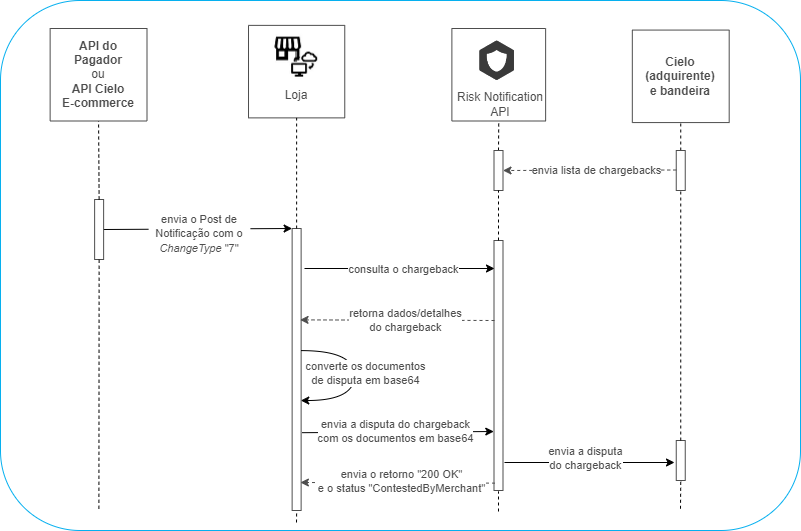 API do
Pagador
ou
API Cielo
E-commerce
Loja
Risk Notification
API
Cielo
(adquirente)
e bandeira
envia lista de chargebacks
envia o Post de
Notificação com o
ChangeType "7"
consulta o chargeback
retorna dados/detalhes
do chargeback
converte os documentos
de disputa em base64
envia a disputa do chargeback
com os documentos em base64
envia a disputa
do chargeback
envia o retorno "200 OK"
e o status "ContestedByMerchant"